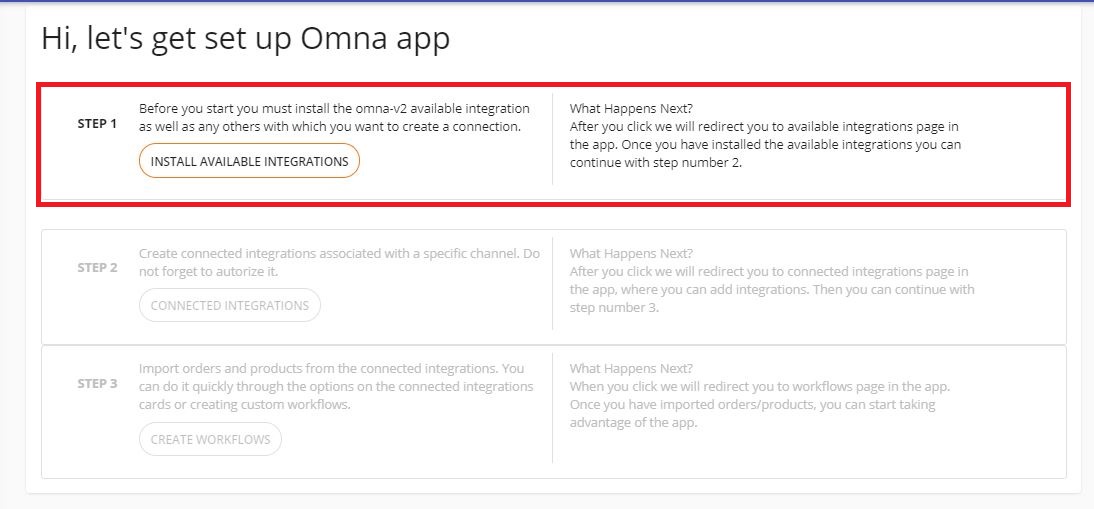 Hi, let's get set up Omna app
STEP 1
Before you start you must install the omna-v2 available integration
as well as any others with which you want to create a connection.
INSTALL AVAILABLE INTEGRATIONS
What Happens Next?
After you click we will redirect you to available integrations page in
the app. Once you have installed the available integrations you can
continue with step number 2.
STEP 2
Create connected integrations associated with a specific channel. Do
not forget to autorize it.
CONNECTED INTEGRATIONS
What Happens Next?
After you click we will redirect you to connected integrations page in
the app, where you can add integrations. Then you can continue with
step number 3.
STEP 3
Import orders and products from the connected integrations. You
can do it quickly through the options on the connected integrations
cards or creating custom workflows.
CREATE WORKFLOWS
What Happens Next?
When you click we will redirect you to workflows page in the app.
Once you have imported orders/products, you can start taking
advantage of the app.